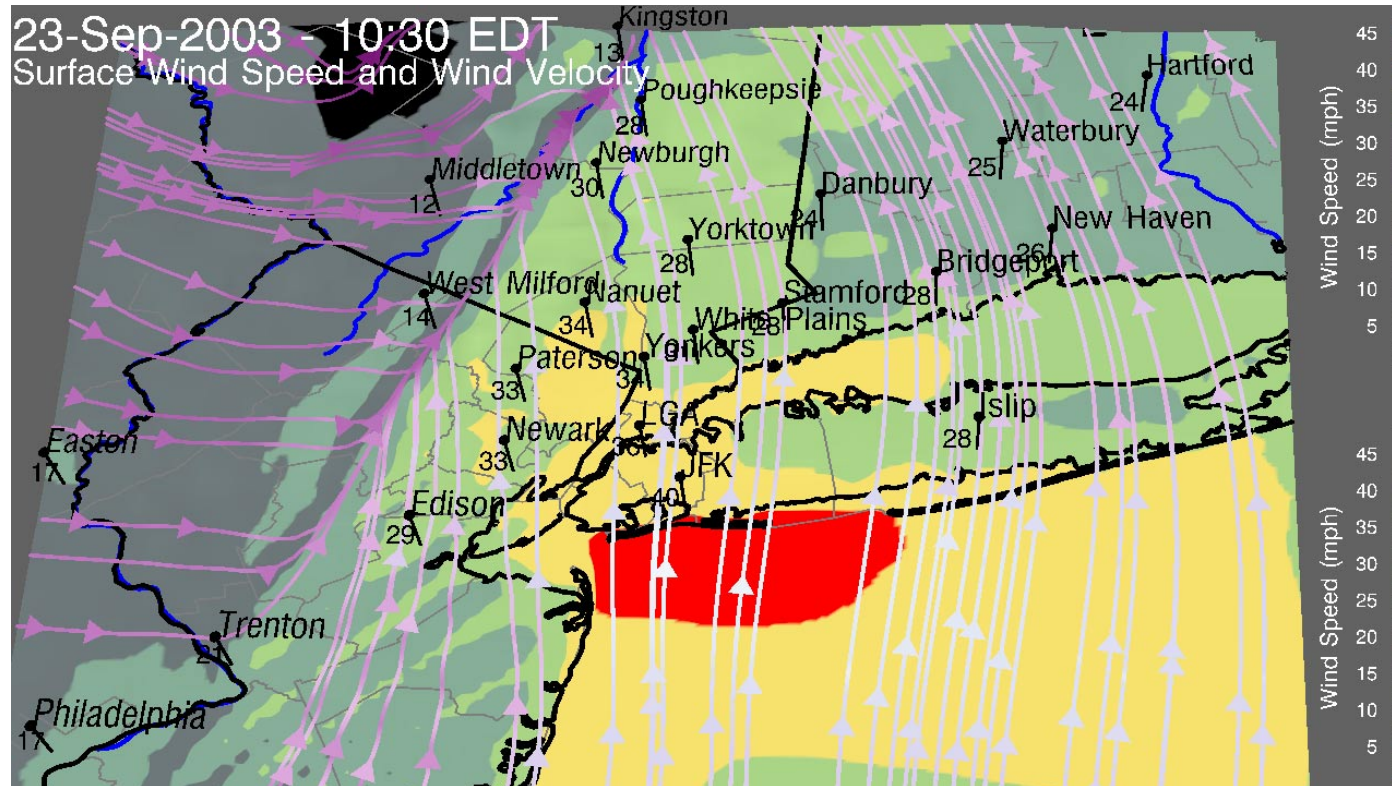 23-Sep-2003 - 10:30 EDT
Surface Wind Speed and Wind Velocity
Kingston
13
Poughkeepsie
28
Hartford
24
Waterbury
25
Middletown
12
Newburgh
30
Danbury
24
Yorktown
28
New Haven
26
Bridgeport
28
West Milford
14
Nanuet
34
Stamford
28
White Plains
31
Yonkers
34
Paterson
33
LGA
Islip
28
Newark
33
JFK
40
Easton
17
Edison
29
Trenton
21
Philadelphia
17
45
40
35
30
25
20
15
10
5
Wind Speed (mph)
45
40
35
30
25
20
15
10
5
Wind Speed (mph)